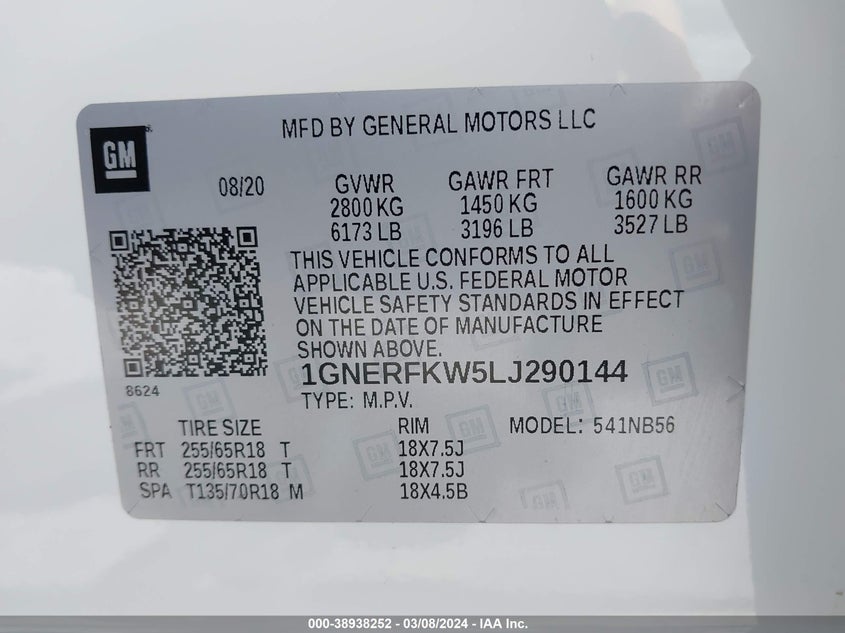 GM
MFD BY GENERAL MOTORS LLC
08/20 GVWR GAWR FRT GAWR RR
2800 KG 1450 KG 1600 KG
6173 LB 3196 LB 3527 LB
THIS VEHICLE CONFORMS TO ALL
APPLICABLE U.S. FEDERAL MOTOR
VEHICLE SAFETY STANDARDS IN EFFECT
ON THE DATE OF MANUFACTURE
SHOWN ABOVE.
8624
1GNERFKW5LJ290144
TYPE: M.P.V.
TIRE SIZE RIM MODEL: 541NB56
FRT 255/65R18 T 18X7.5J
RR 255/65R18 T 18X7.5J
SPA T135/70R18 M 18X4.5B
000-38938252 - 03/08/2024 - IAA Inc.